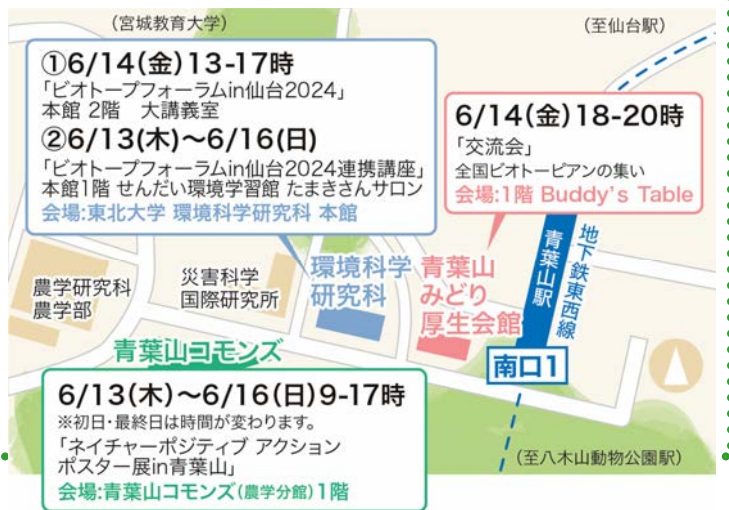 （宮城教育大学）
（至仙台駅）
①6/14(金)13-17時
「ビオトープフォーラムin仙台2024」
本館 2階　大講義室
②6/13(木)〜6/16(日)
「ビオトープフォーラムin仙台2024連携講座」
本館1階 せんだい環境学習館 たまきさんサロン
会場:東北大学 環境科学研究科 本館
6/14(金)18-20時
「交流会」
全国ビオトーピアンの集い
会場:1階 Buddy's Table
農学研究科
農学部
災害科学
国際研究所
環境科学
研究科
青葉山
みどり
厚生会館
青葉山駅
地下鉄東西線
南口1
青葉山コモンズ
6/13(木)〜6/16(日)9-17時
※初日・最終日は時間が変わります。
「ネイチャーポジティブ アクション
ポスター展in青葉山」
会場:青葉山コモンズ(農学分館)1階
（至八木山動物公園駅）